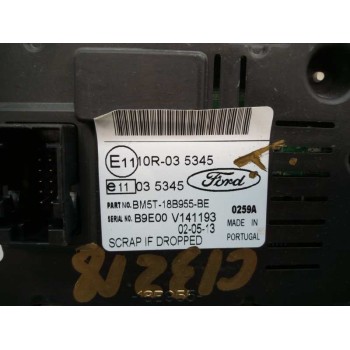 E11 10R-03 5345
e11 03 5345 Ford
PART NO. BM5T-18B955-BE
SERIAL NO. B9E00 V141193 0259A
02-05-13 MADE IN
SCRAP IF DROPPED PORTUGAL